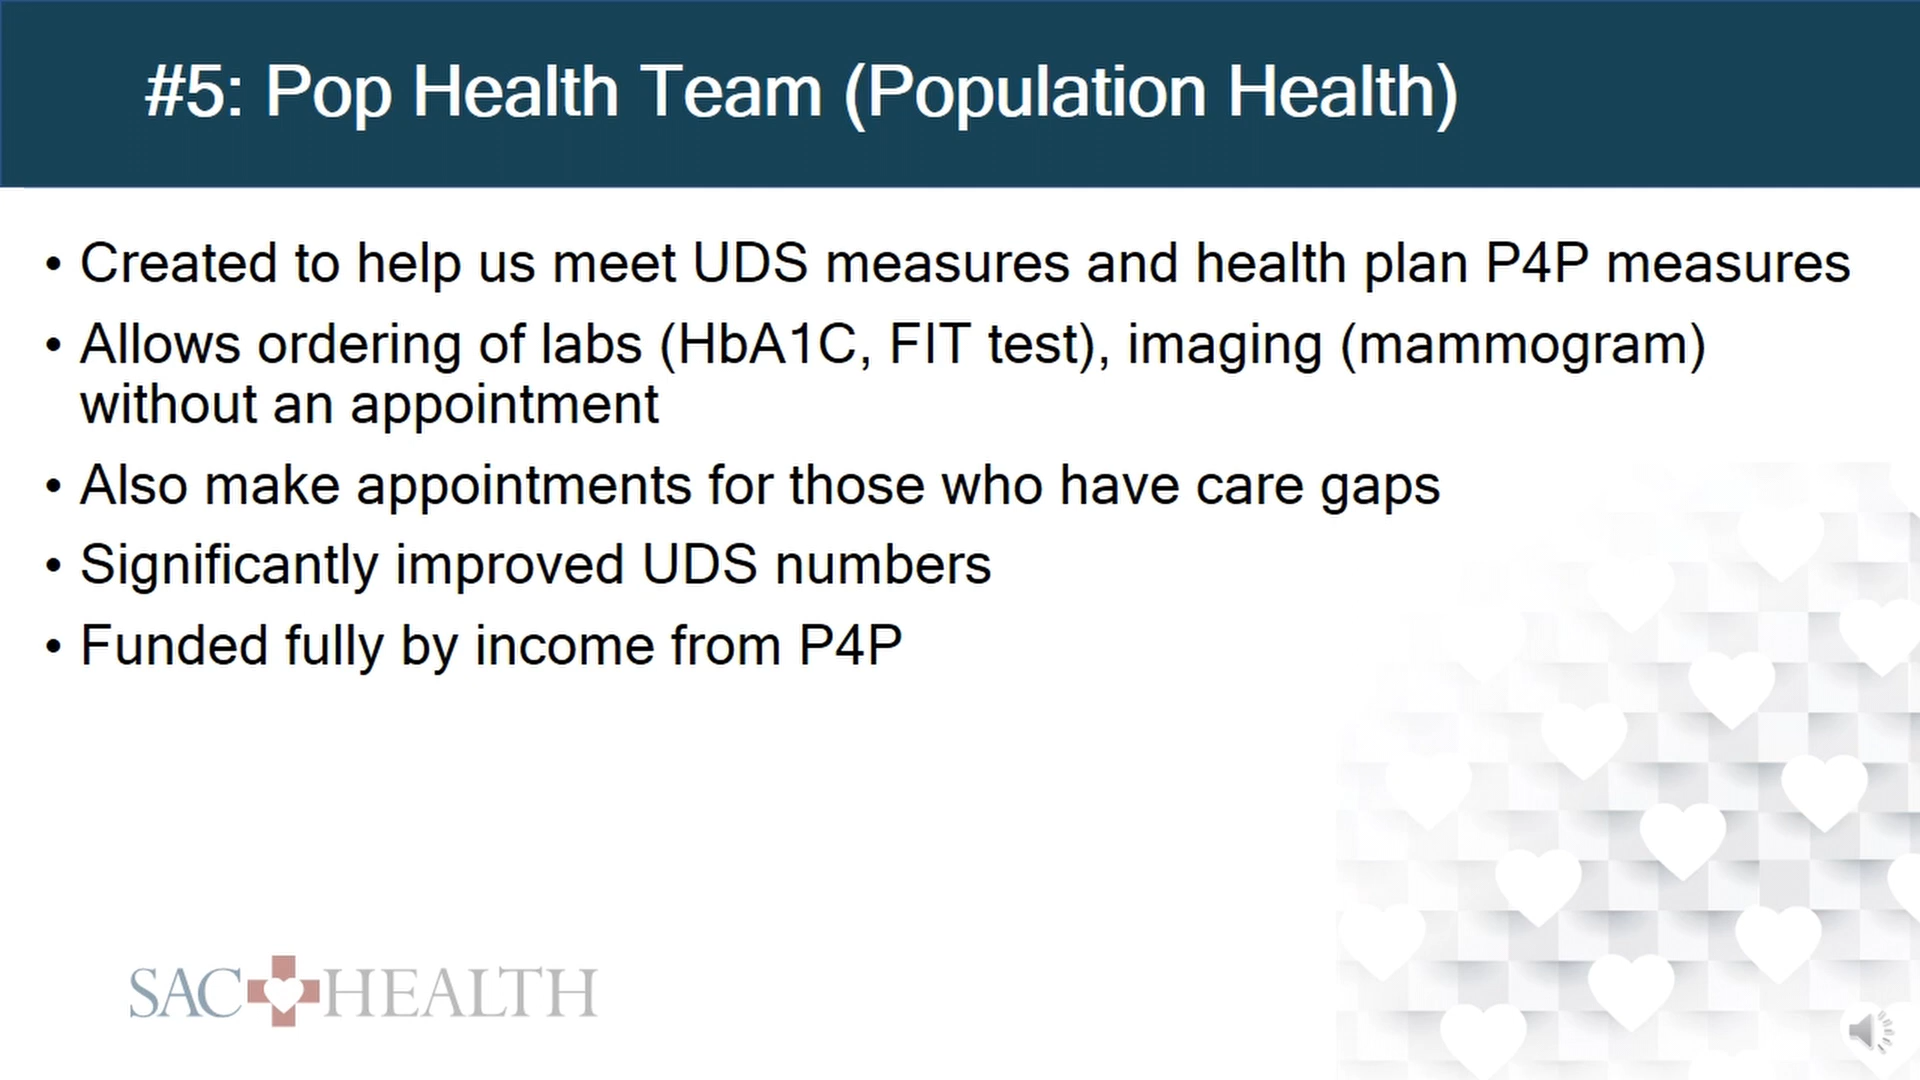 #5: Pop Health Team (Population Health)
• Created to help us meet UDS measures and health plan P4P measures
• Allows ordering of labs (HbA1C, FIT test), imaging (mammogram)
without an appointment
• Also make appointments for those who have care gaps
• Significantly improved UDS numbers
• Funded fully by income from P4P
SAC HEALTH